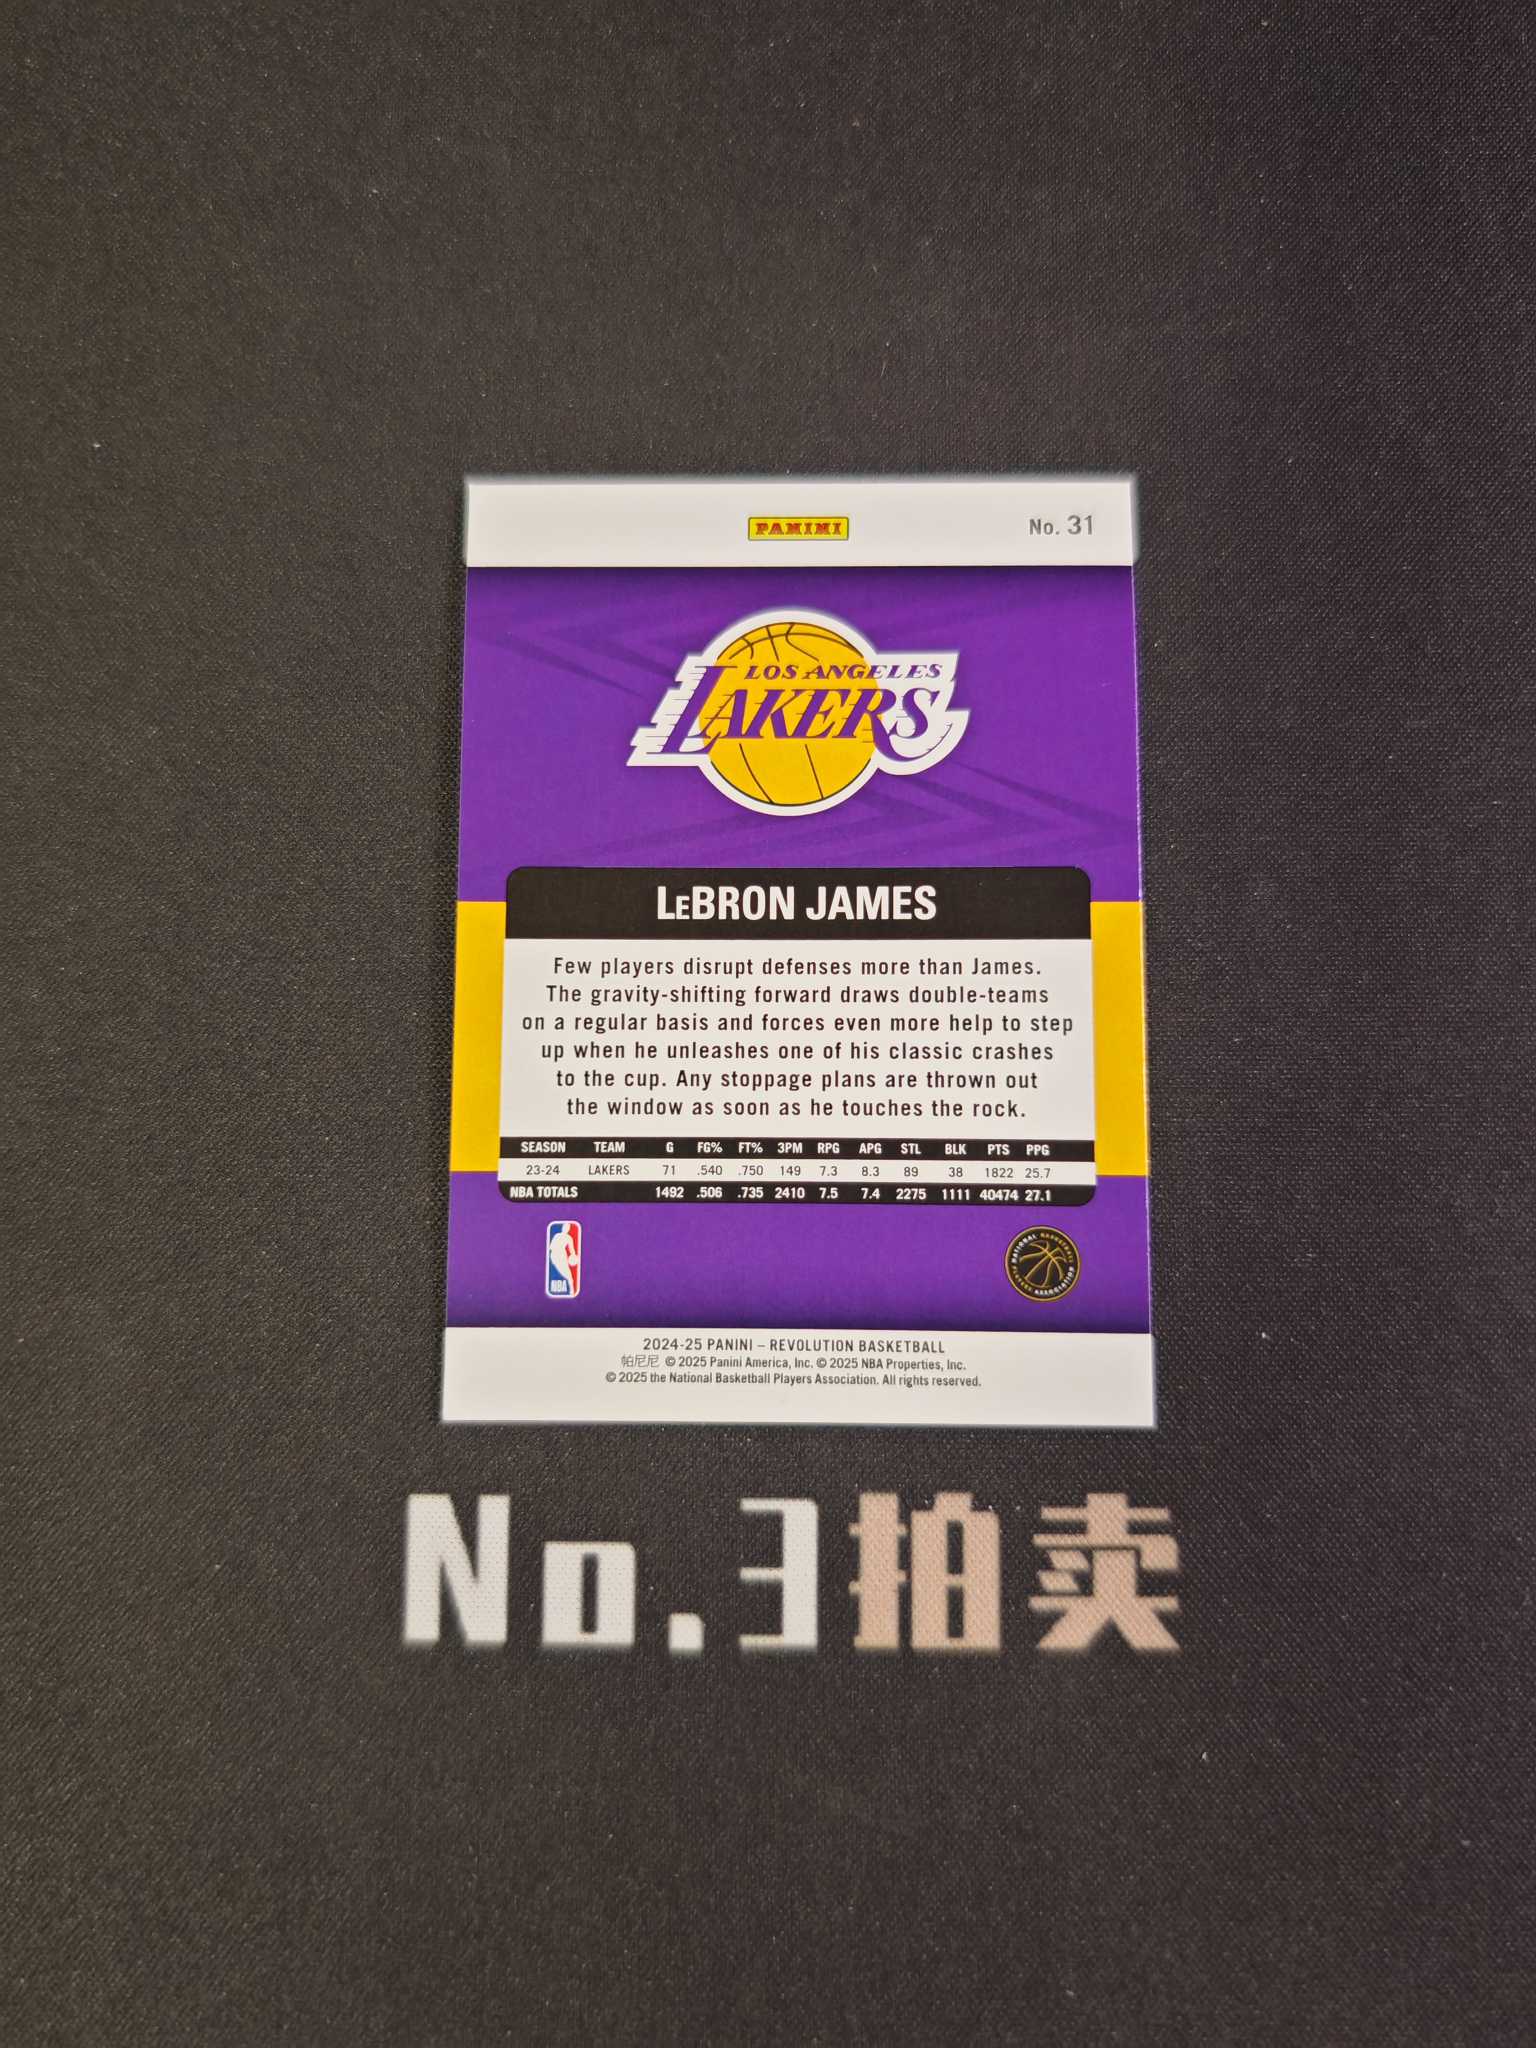 PANINI
No. 31
LOS ANGELES
LAKERS
LeBRON JAMES
Few players disrupt defenses more than James.
The gravity-shifting forward draws double-teams
on a regular basis and forces even more help to step
up when he unleashes one of his classic crashes
to the cup. Any stoppage plans are thrown out
the window as soon as he touches the rock.
SEASON TEAM G FG% FT% 3PM RPG APG STL BLK PTS PPG
23-24 LAKERS 71 .540 .750 149 7.3 8.3 89 38 1822 25.7
NBA TOTALS 1492 .506 .735 2410 7.5 7.4 2275 1111 40474 27.1
NBA
NATIONAL BASKETBALL PLAYERS ASSOCIATION
2024-25 PANINI – REVOLUTION BASKETBALL
帕尼尼 © 2025 Panini America, Inc. © 2025 NBA Properties, Inc.
© 2025 the National Basketball Players Association. All rights reserved.
No.3拍卖